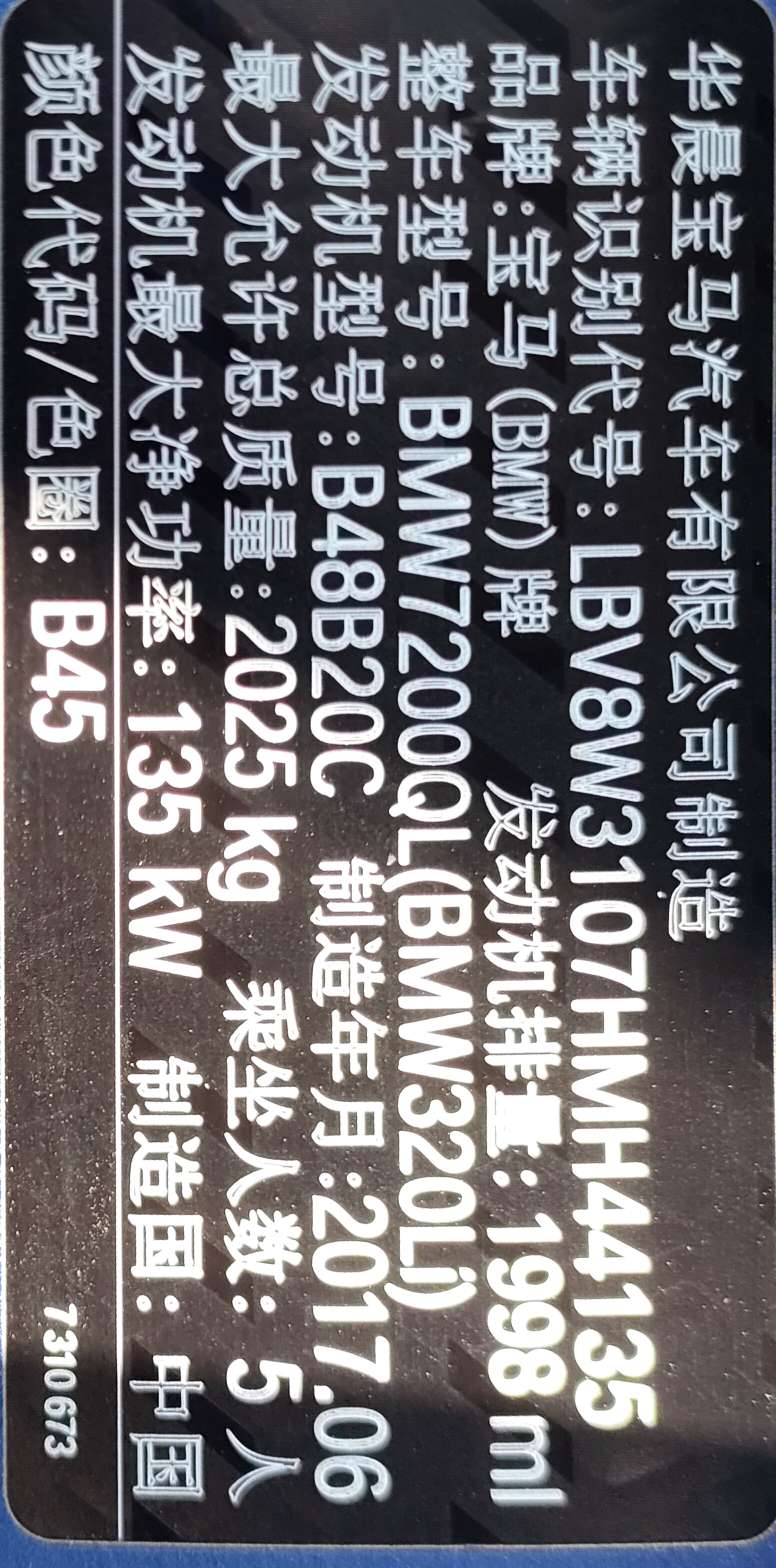 华晨宝马汽车有限公司制造
车辆识别代号：LBV8W3107HMH44135
品牌：宝马(BMW)牌 发动机排量：1998 ml
整车型号：BMW7200QL(BMW320Li)
发动机型号：B48B20C 制造年月：2017.06
最大允许总质量：2025 kg 乘坐人数：5 人
发动机最大净功率：135 kW 制造国：中国
颜色代码/色圈：B45
7310673